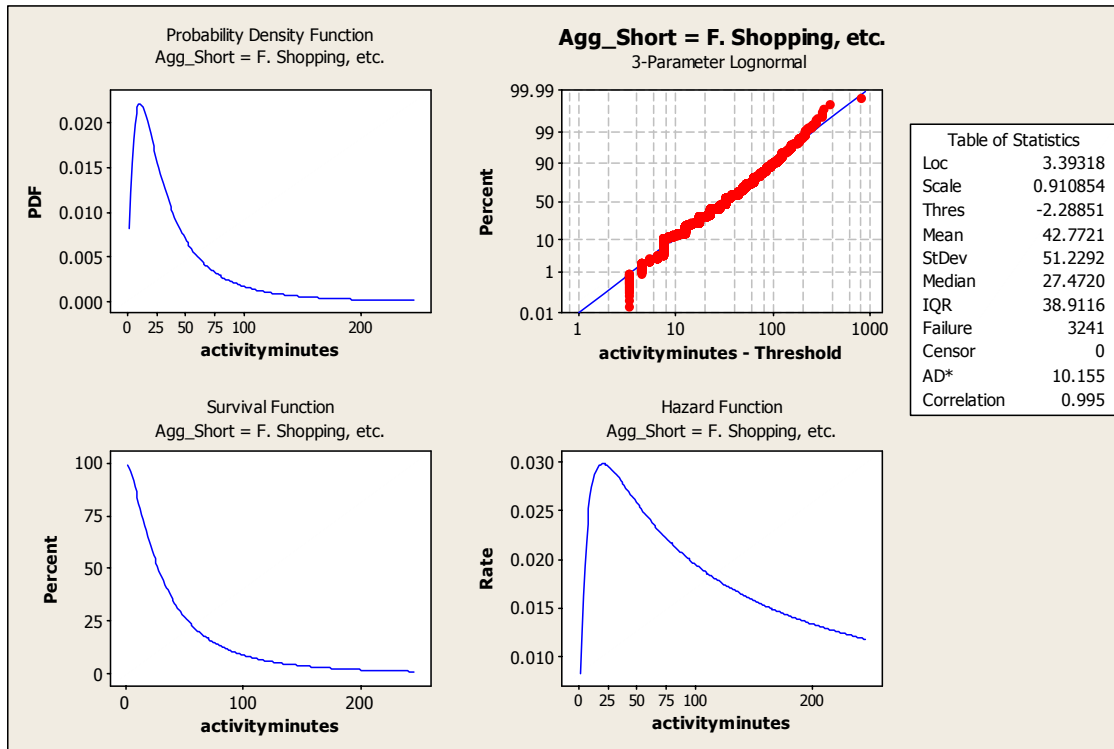 Probability Density Function
Agg_Short = F. Shopping, etc.
0.020
0.015
0.010
0.005
0.000
PDF
0 25 50 75 100 200
activityminutes
Agg_Short = F. Shopping, etc.
3-Parameter Lognormal
99.99
99
90
50
10
1
0.01
Percent
1 10 100 1000
activityminutes - Threshold
Table of Statistics
Loc 3.39318
Scale 0.910854
Thres -2.28851
Mean 42.7721
StDev 51.2292
Median 27.4720
IQR 38.9116
Failure 3241
Censor 0
AD* 10.155
Correlation 0.995
Survival Function
Agg_Short = F. Shopping, etc.
100
75
50
25
0
Percent
0 100 200
activityminutes
Hazard Function
Agg_Short = F. Shopping, etc.
0.030
0.025
0.020
0.015
0.010
Rate
0 25 50 75 100 200
activityminutes